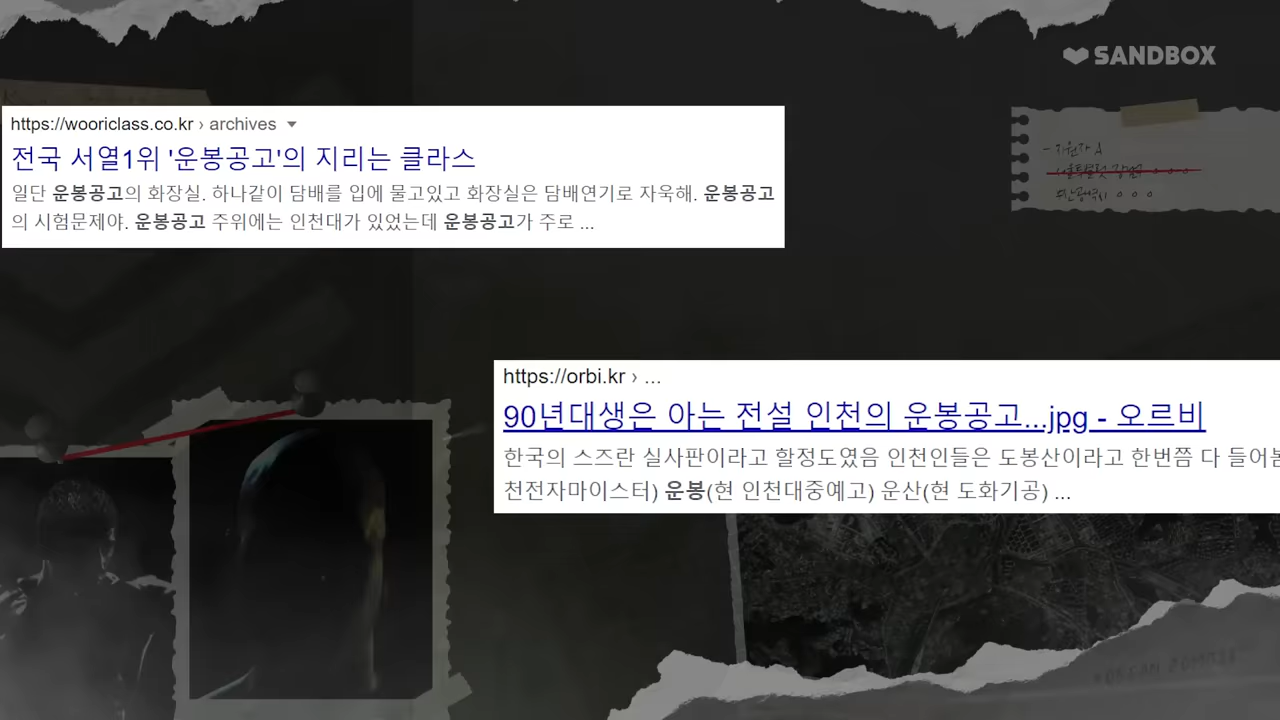 SANDBOX
https://wooriclass.co.kr › archives
전국 서열1위 '운봉공고'의 지리는 클라스
일단 운봉공고의 화장실. 하나같이 담배를 입에 물고있고 화장실은 담배연기로 자욱해. 운봉공고
의 시험문제야. 운봉공고 주위에는 인천대가 있었는데 운봉공고가 주로 ...
- 지원자 A
https://orbi.kr › ...
90년대생은 아는 전설 인천의 운봉공고...jpg - 오르비
한국의 스즈란 실사판이라고 할정도였음 인천인들은 도봉산이라고 한번쯤 다 들어봤
천전자마이스터) 운봉(현 인천대중예고) 운산(현 도화기공) ...